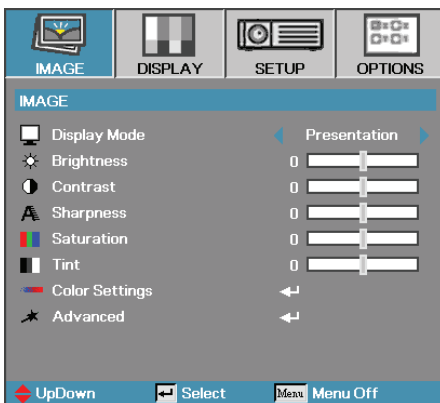 IMAGE DISPLAY SETUP OPTIONS
IMAGE
Display Mode Presentation
Brightness 0
Contrast 0
Sharpness 0
Saturation 0
Tint 0
Color Settings
Advanced
UpDown Select Menu Menu Off